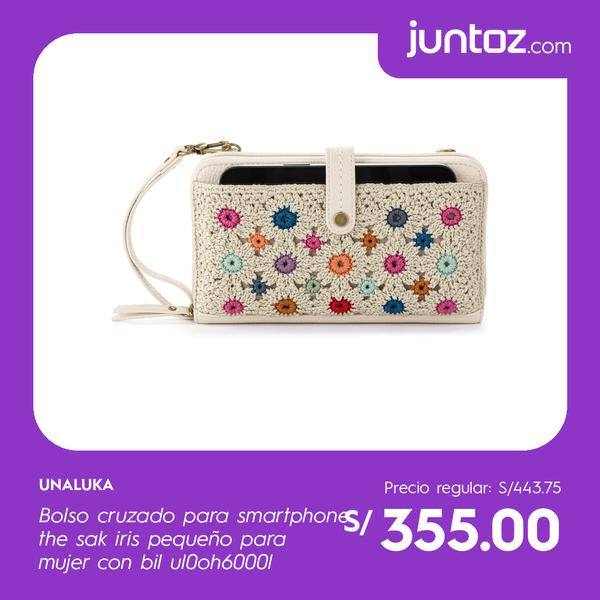 juntoz.com
UNALUKA
Bolso cruzado para smartphone
the sak iris pequeño para
mujer con bil ul0oh6000l
Precio regular: S/443.75
S/ 355.00